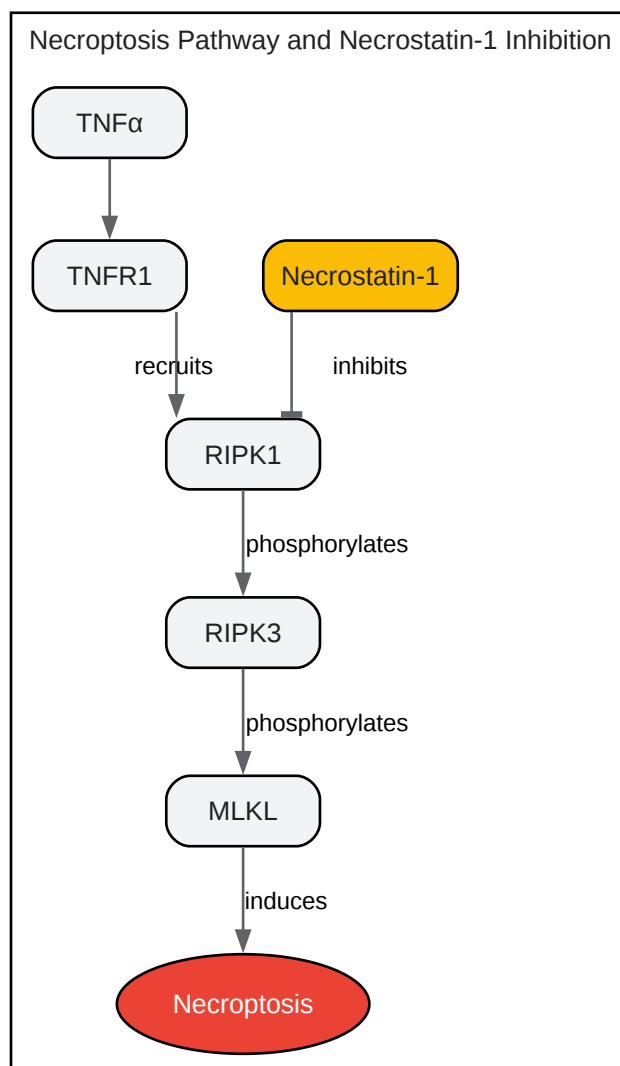 Necroptosis Pathway and Necrostatin-1 Inhibition
TNFα
TNFR1
Necrostatin-1
recruits
inhibits
RIPK1
phosphorylates
RIPK3
phosphorylates
MLKL
induces
Necroptosis